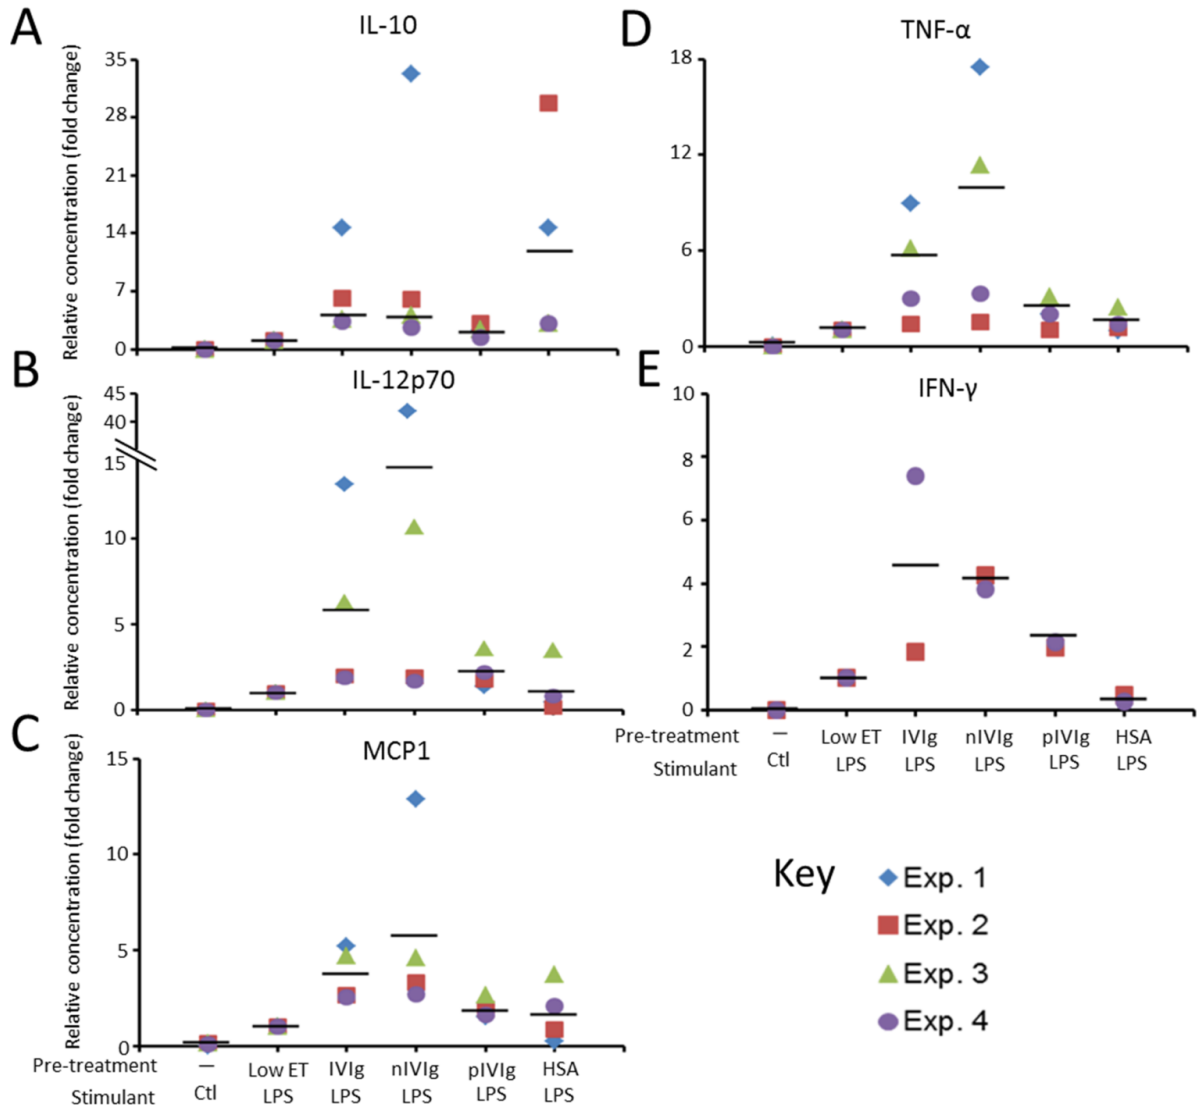 A
IL-10
Relative concentration (fold change)
35
28
21
14
7
0
B
IL-12p70
Relative concentration (fold change)
45
40
15
10
5
0
C
MCP1
Relative concentration (fold change)
15
10
5
0
Pre-treatment – Low ET IVIg nIVIg pIVIg HSA
Stimulant Ctl LPS LPS LPS LPS LPS
D
TNF-α
18
12
6
0
E
IFN-γ
10
8
6
4
2
0
Pre-treatment – Low ET IVIg nIVIg pIVIg HSA
Stimulant Ctl LPS LPS LPS LPS LPS
Key
Exp. 1
Exp. 2
Exp. 3
Exp. 4